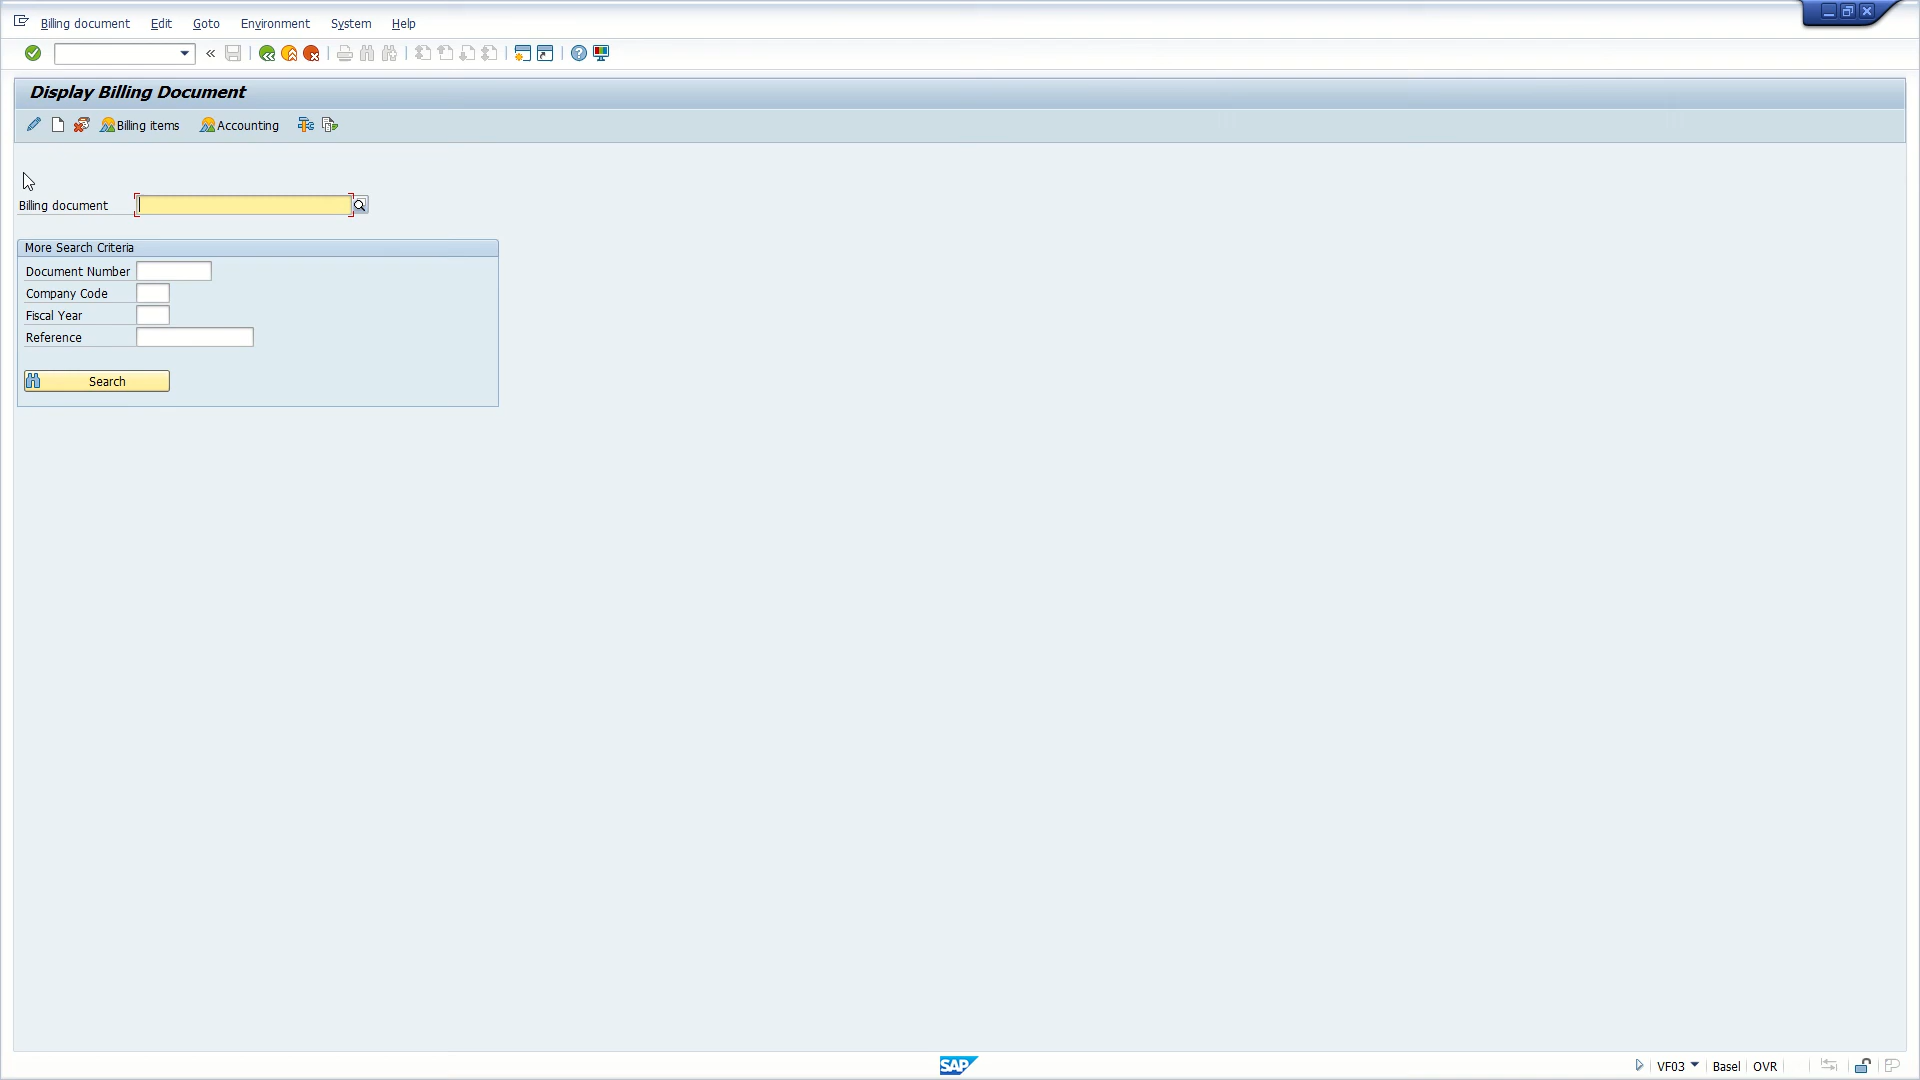 Billing document Edit Goto Environment System Help
Display Billing Document
Billing items Accounting
Billing document
More Search Criteria
Document Number
Company Code
Fiscal Year
Reference
Search
SAP VF03 Basel OVR